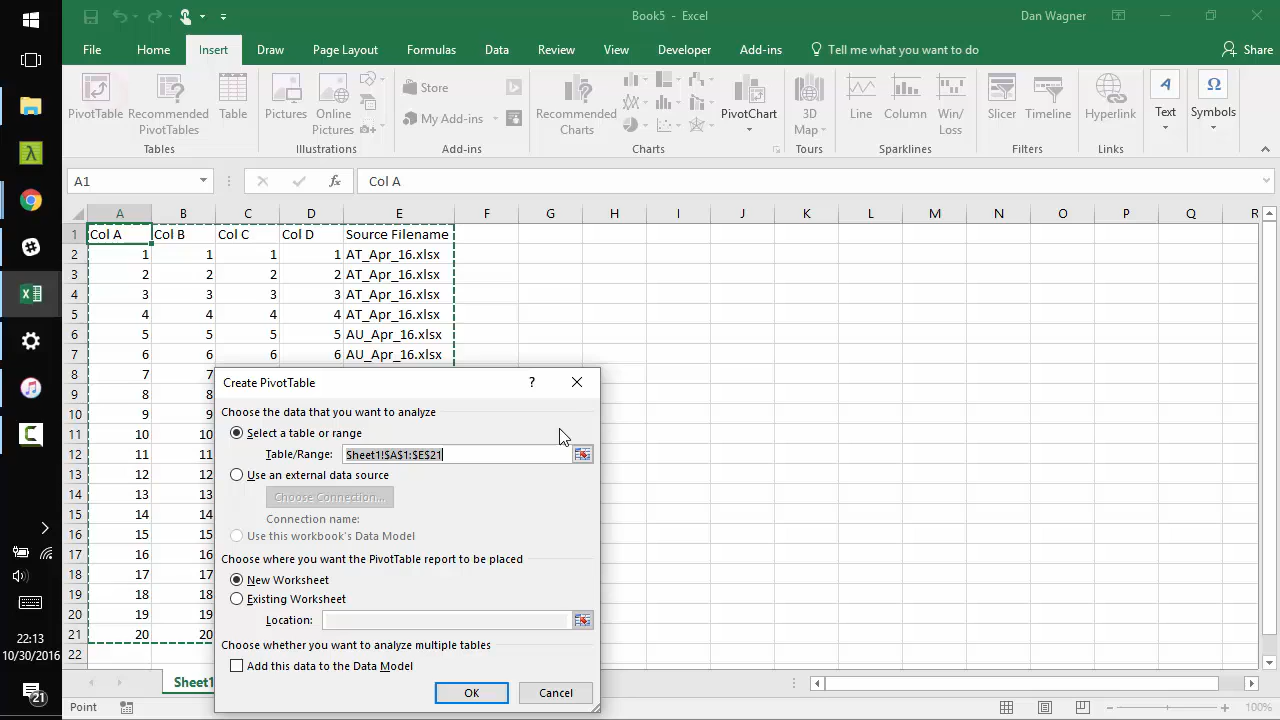 Book5 - Excel
Dan Wagner
File Home Insert Draw Page Layout Formulas Data Review View Developer Add-ins Tell me what you want to do Share
PivotTable
Recommended PivotTables
Table
Tables
Pictures
Online Pictures
Illustrations
Store
My Add-ins
Add-ins
Recommended Charts
PivotChart
Charts
3D Map
Tours
Line
Column
Win/Loss
Sparklines
Slicer
Timeline
Filters
Hyperlink
Links
Text
Symbols
A1 fx Col A
A B C D E F G H I J K L M N O P Q R
1 Col A Col B Col C Col D Source Filename
2 1 1 1 1 AT_Apr_16.xlsx
3 2 2 2 2 AT_Apr_16.xlsx
4 3 3 3 3 AT_Apr_16.xlsx
5 4 4 4 4 AT_Apr_16.xlsx
6 5 5 5 5 AU_Apr_16.xlsx
7 6 6 6 6 AU_Apr_16.xlsx
8 7 7
9 8 8
10 9 9
11 10 10
12 11 11
13 12 12
14 13 13
15 14 14
16 15 15
17 16 16
18 17 17
19 18 18
20 19 19
21 20 20
22
Create PivotTable ?
Choose the data that you want to analyze
Select a table or range
Table/Range: Sheet1!$A$1:$E$21
Use an external data source
Choose Connection...
Connection name:
Use this workbook's Data Model
Choose where you want the PivotTable report to be placed
New Worksheet
Existing Worksheet
Location:
Choose whether you want to analyze multiple tables
Add this data to the Data Model
OK Cancel
Sheet1
Point
100%
22:13
10/30/2016
21